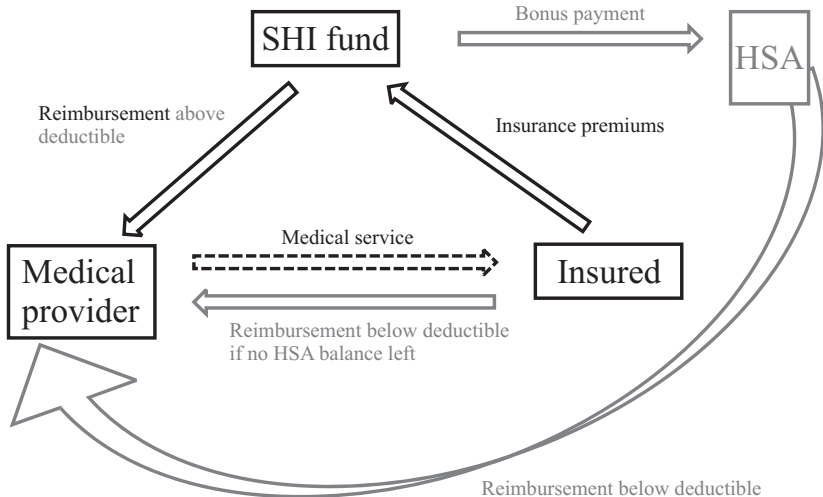 Bonus payment
SHI fund
HSA
Reimbursement above
deductible
Insurance premiums
Medical service
Medical
provider
Insured
Reimbursement below deductible
if no HSA balance left
Reimbursement below deductible